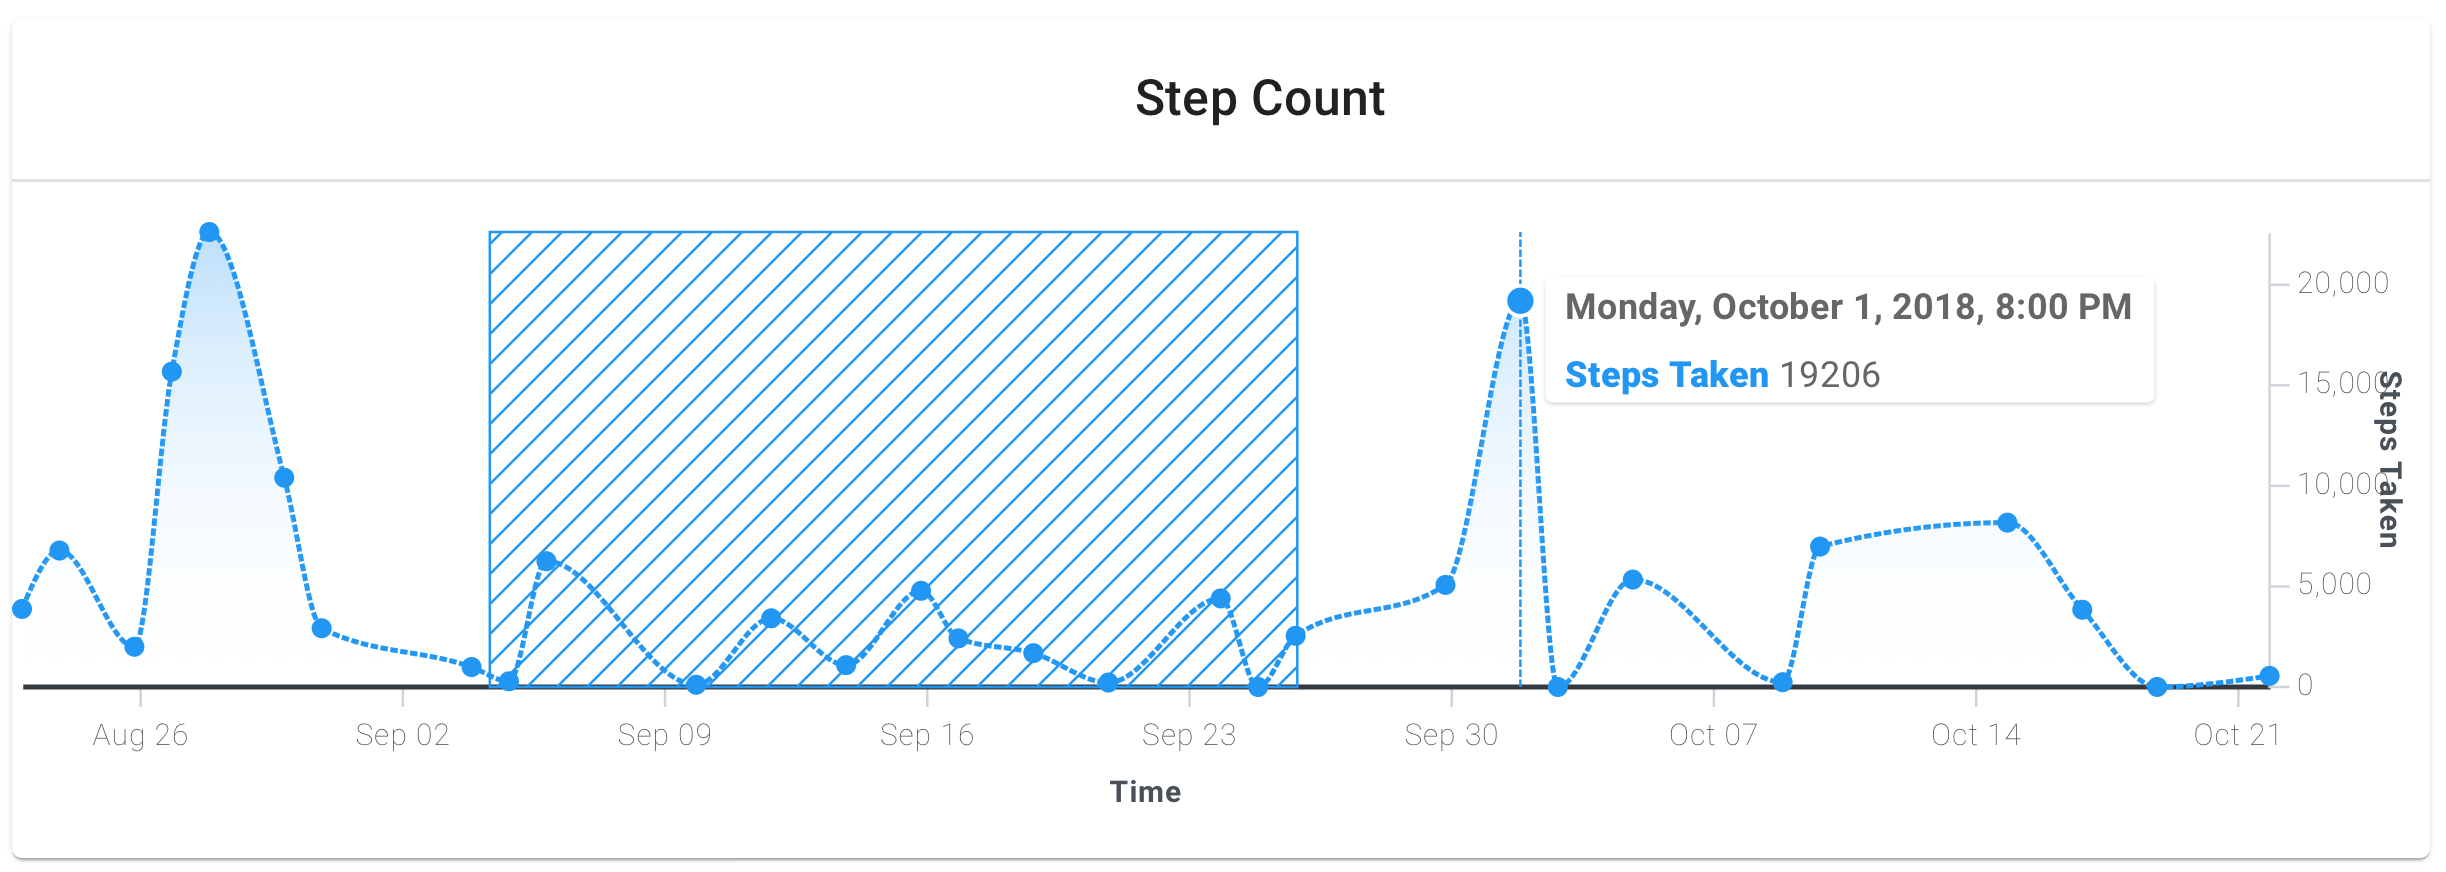 Step Count
Monday, October 1, 2018, 8:00 PM
Steps Taken 19206
20,000
15,000
10,000
5,000
0
Steps Taken
Aug 26 Sep 02 Sep 09 Sep 16 Sep 23 Sep 30 Oct 07 Oct 14 Oct 21
Time